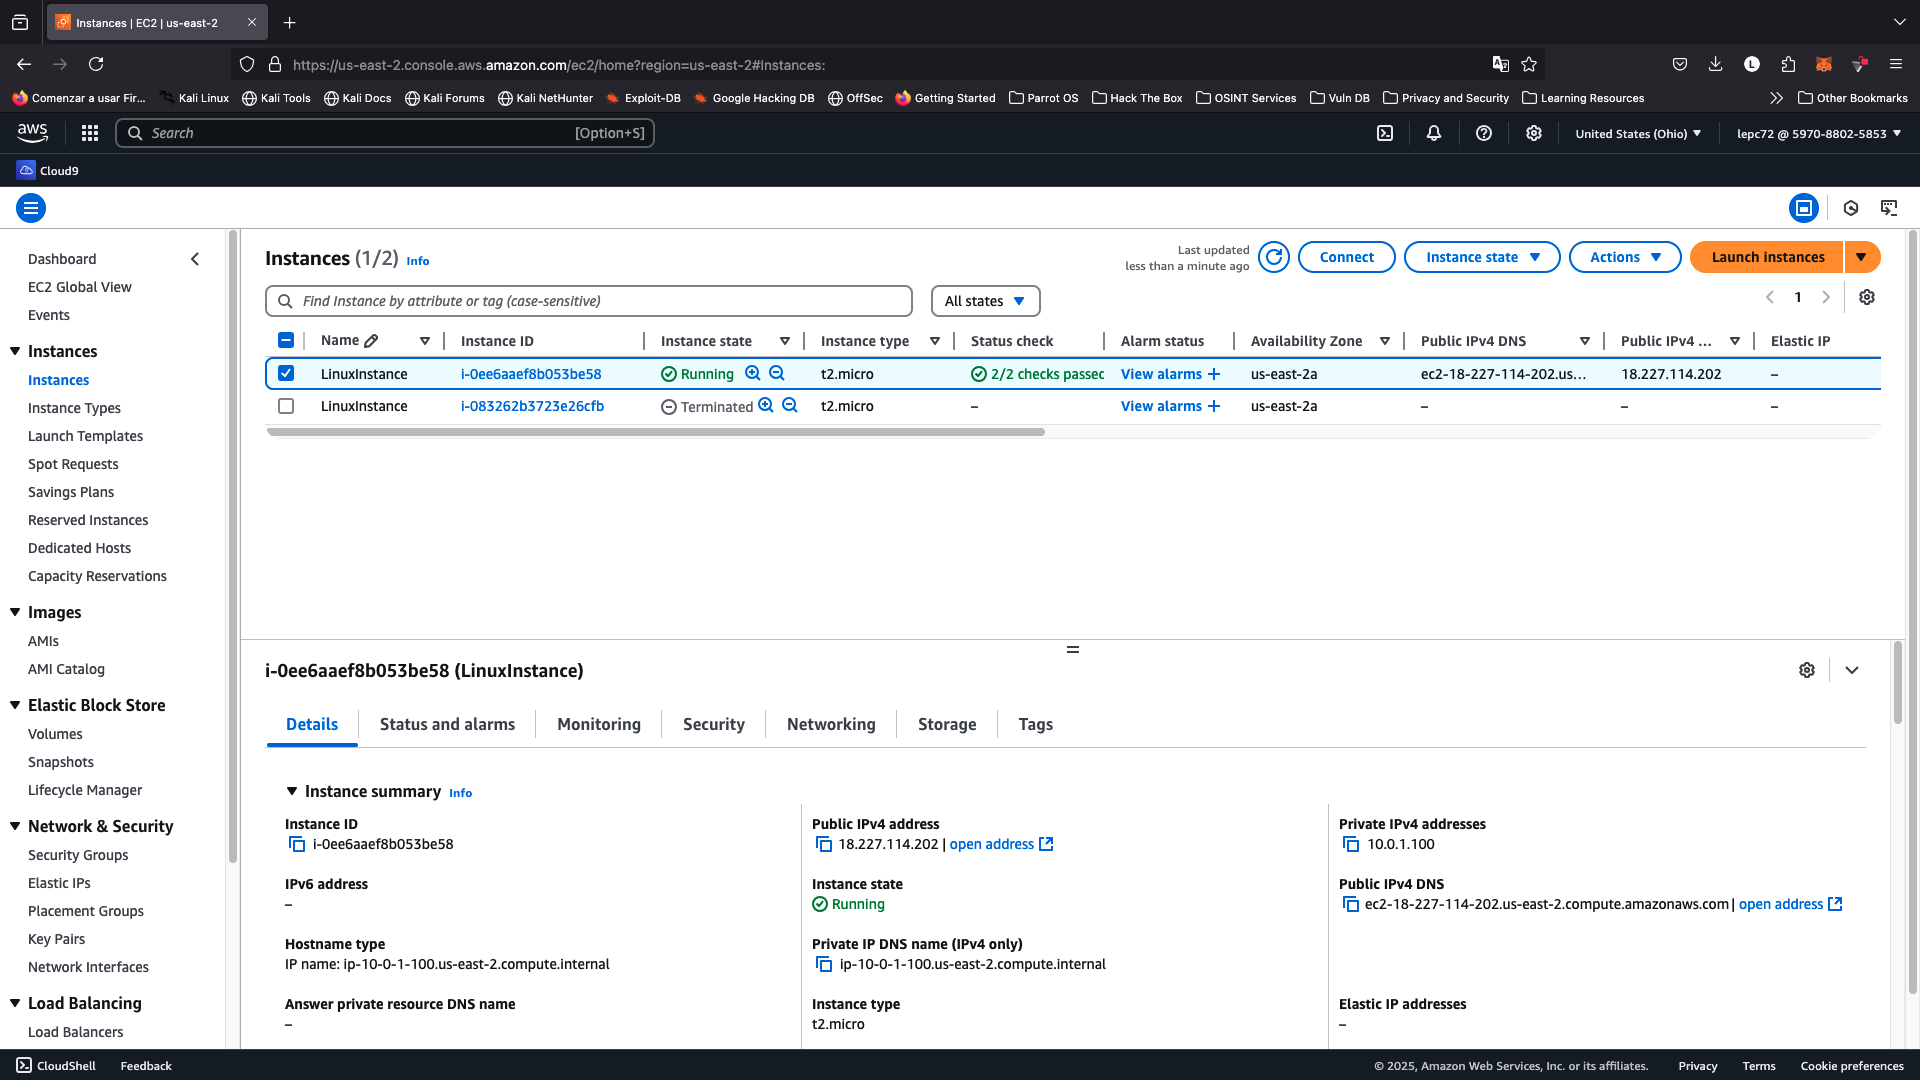 Instances | EC2 | us-east-2
https://us-east-2.console.aws.amazon.com/ec2/home?region=us-east-2#Instances:
Comenzar a usar Fir... Kali Linux Kali Tools Kali Docs Kali Forums Kali NetHunter Exploit-DB Google Hacking DB OffSec Getting Started Parrot OS Hack The Box OSINT Services Vuln DB Privacy and Security Learning Resources Other Bookmarks
aws Search [Option+S] United States (Ohio) lepc72 @ 5970-8802-5853
Cloud9
Dashboard
EC2 Global View
Events
Instances
Instances
Instance Types
Launch Templates
Spot Requests
Savings Plans
Reserved Instances
Dedicated Hosts
Capacity Reservations
Images
AMIs
AMI Catalog
Elastic Block Store
Volumes
Snapshots
Lifecycle Manager
Network & Security
Security Groups
Elastic IPs
Placement Groups
Key Pairs
Network Interfaces
Load Balancing
Load Balancers
Instances (1/2) Info
Last updated
less than a minute ago
Connect Instance state Actions Launch instances
Find Instance by attribute or tag (case-sensitive) All states 1
Name Instance ID Instance state Instance type Status check Alarm status Availability Zone Public IPv4 DNS Public IPv4 ... Elastic IP
LinuxInstance i-0ee6aaef8b053be58 Running t2.micro 2/2 checks passec View alarms + us-east-2a ec2-18-227-114-202.us... 18.227.114.202 –
LinuxInstance i-083262b3723e26cfb Terminated t2.micro – View alarms + us-east-2a – – –
i-0ee6aaef8b053be58 (LinuxInstance)
Details Status and alarms Monitoring Security Networking Storage Tags
Instance summary Info
Instance ID
i-0ee6aaef8b053be58
Public IPv4 address
18.227.114.202 | open address
Private IPv4 addresses
10.0.1.100
IPv6 address
–
Instance state
Running
Public IPv4 DNS
ec2-18-227-114-202.us-east-2.compute.amazonaws.com | open address
Hostname type
IP name: ip-10-0-1-100.us-east-2.compute.internal
Private IP DNS name (IPv4 only)
ip-10-0-1-100.us-east-2.compute.internal
Answer private resource DNS name
–
Instance type
t2.micro
Elastic IP addresses
–
CloudShell Feedback © 2025, Amazon Web Services, Inc. or its affiliates. Privacy Terms Cookie preferences